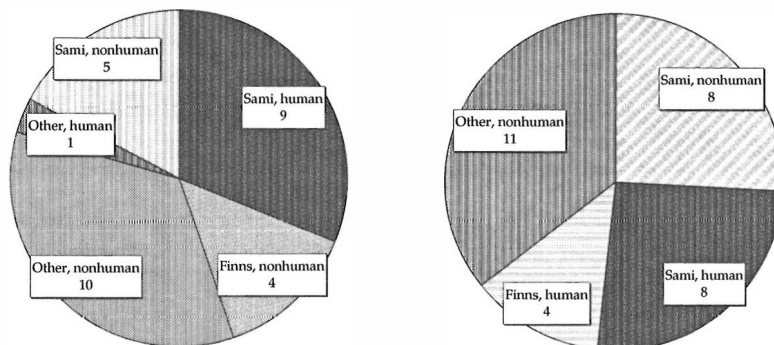 Sami, nonhuman
5
Sami, human
9
Other, human
1
Other, nonhuman
10
Finns, nonhuman
4
Sami, nonhuman
8
Other, nonhuman
11
Finns, human
4
Sami, human
8